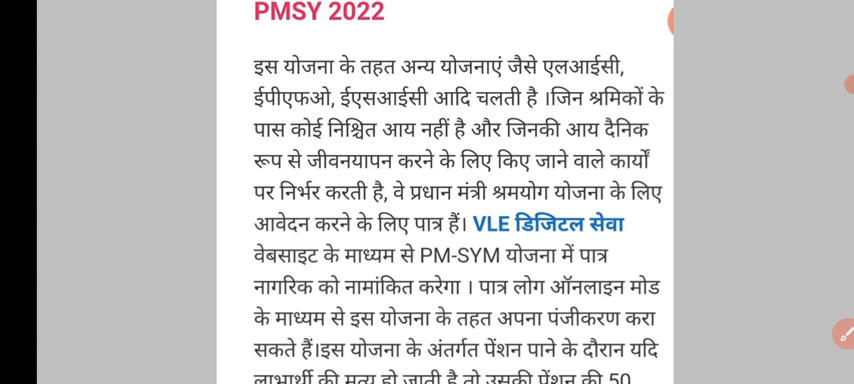 PMSY 2022
इस योजना के तहत अन्य योजनाएं जैसे एलआईसी,
ईपीएफओ, ईएसआईसी आदि चलती है ।जिन श्रमिकों के
पास कोई निश्चित आय नहीं है और जिनकी आय दैनिक
रूप से जीवनयापन करने के लिए किए जाने वाले कार्यों
पर निर्भर करती है, वे प्रधान मंत्री श्रमयोग योजना के लिए
आवेदन करने के लिए पात्र हैं। VLE डिजिटल सेवा
वेबसाइट के माध्यम से PM-SYM योजना में पात्र
नागरिक को नामांकित करेगा । पात्र लोग ऑनलाइन मोड
के माध्यम से इस योजना के तहत अपना पंजीकरण करा
सकते हैं।इस योजना के अंतर्गत पेंशन पाने के दौरान यदि
लाभार्थी की मृत्यु हो जाती है तो उसकी पेंशन की 50